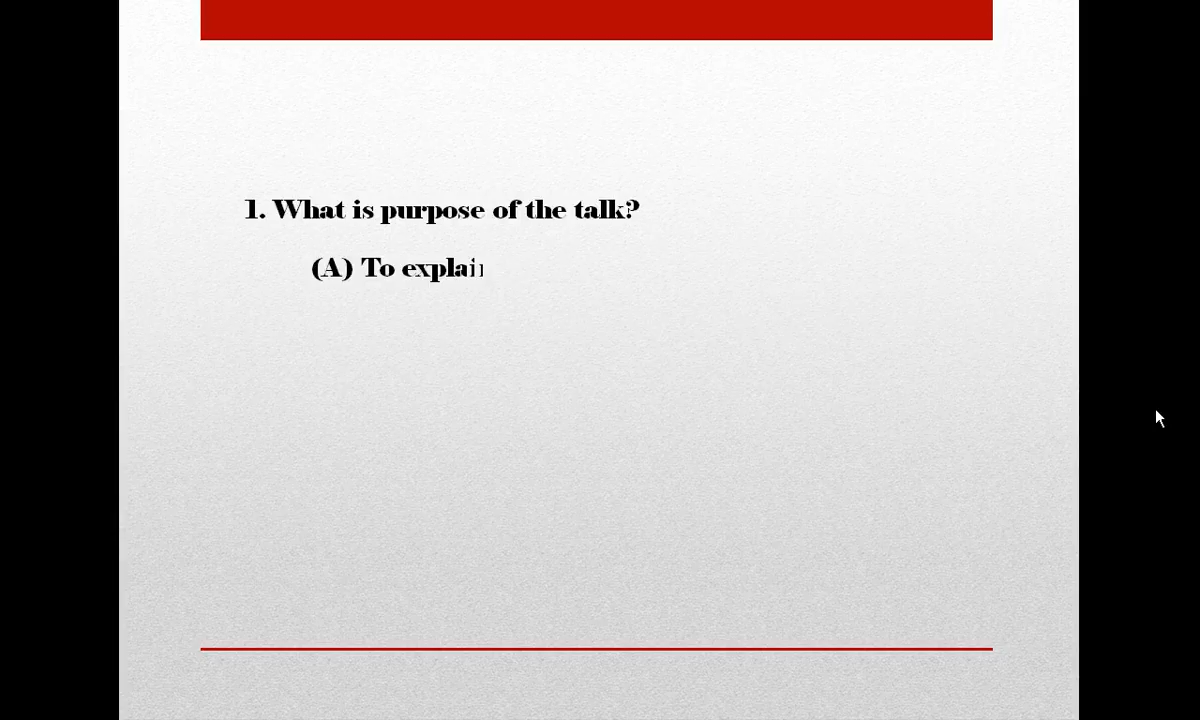 1. What is purpose of the talk?
(A) To explai